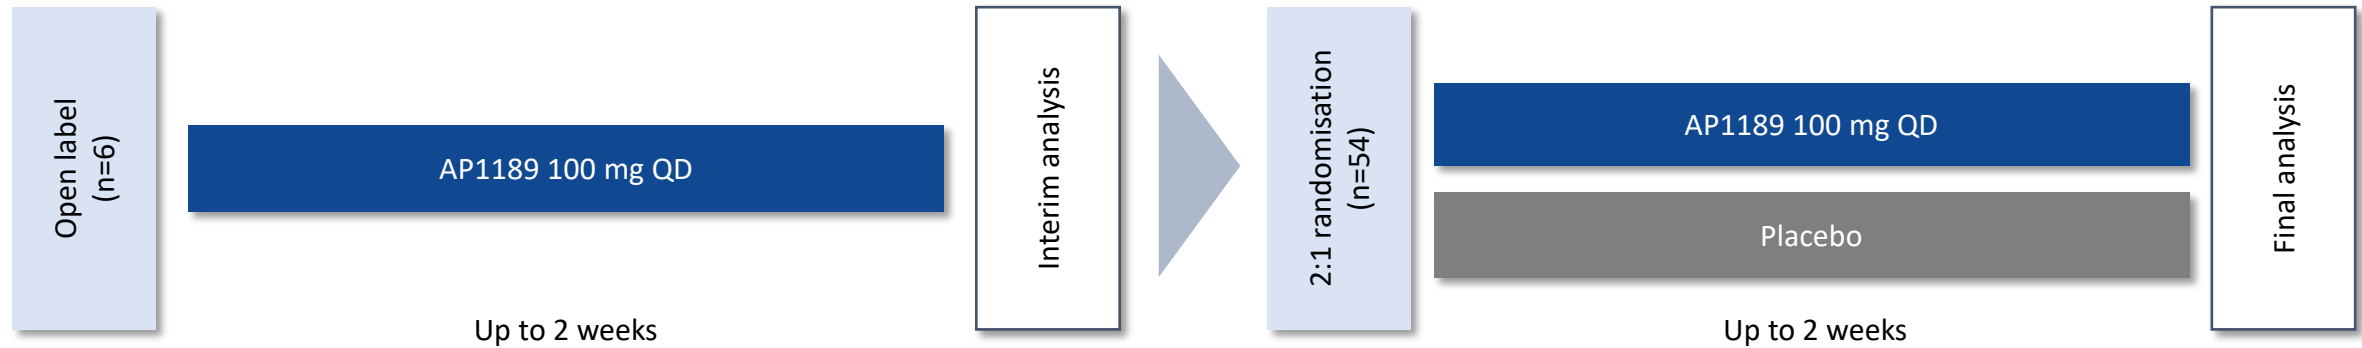 Open label
(n=6)
AP1189 100 mg QD
Up to 2 weeks
Interim analysis
2:1 randomisation
(n=54)
AP1189 100 mg QD
Placebo
Up to 2 weeks
Final analysis